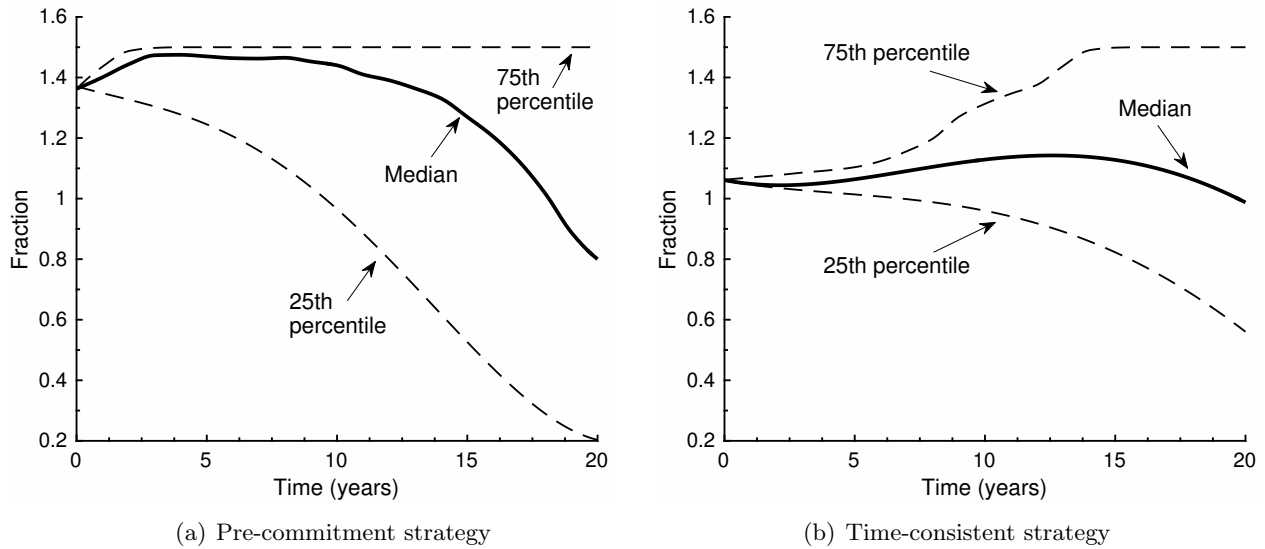 1.6
1.4
1.2
1
0.8
0.6
0.4
0.2
Fraction
0
5
10
15
20
Time (years)
75th
percentile
Median
25th
percentile
(a) Pre-commitment strategy
1.6
1.4
1.2
1
0.8
0.6
0.4
0.2
Fraction
0
5
10
15
20
Time (years)
75th percentile
Median
25th percentile
(b) Time-consistent strategy